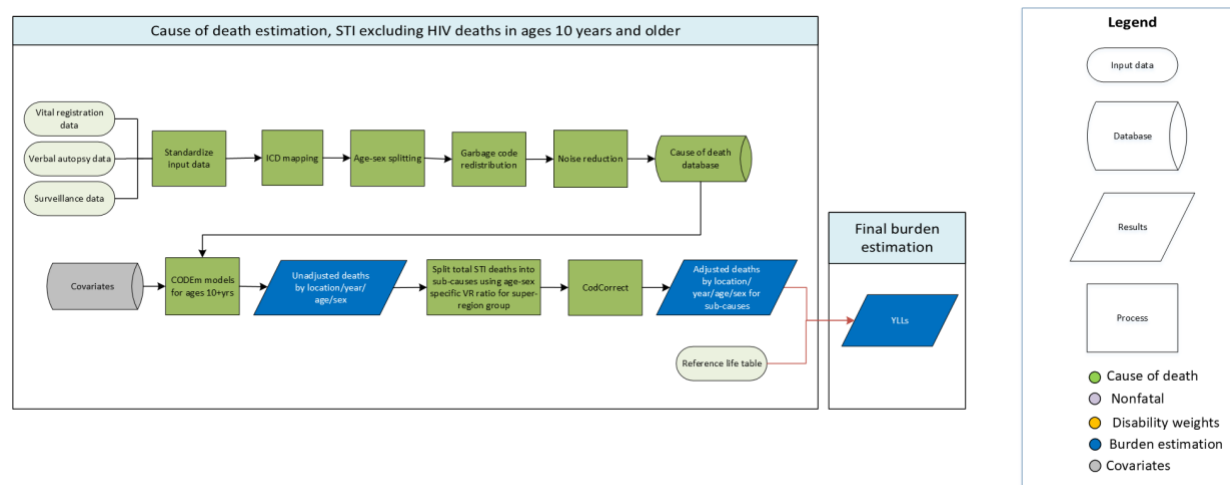 Cause of death estimation, STI excluding HIV deaths in ages 10 years and older
Vital registration
data
Verbal autopsy data
Surveillance data
Standardize
input data
ICD mapping
Age-sex splitting
Garbage code
redistribution
Noise reduction
Cause of death
database
Covariates
CODEm models
for ages 10+yrs
Unadjusted deaths
by location/year/
age/sex
Split total STI deaths into
sub-causes using age-sex
specific VR ratio for super-
region group
CodCorrect
Adjusted deaths
by location/
year/age/sex for
sub-causes
Reference life table
Final burden
estimation
YLLs
Legend
Input data
Database
Results
Process
Cause of death
Nonfatal
Disability weights
Burden estimation
Covariates